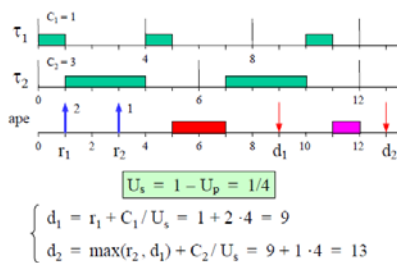 C₁ = 1
τ₁
0 4 8 12
C₂ = 3
τ₂
0 6 12
ape 2 1
0 r₁ 2 r₂ 4 6 8 d₁ 10 12 d₂
Uₛ = 1 – Uₚ = 1/4
d₁ = r₁ + C₁ / Uₛ = 1 + 2 · 4 = 9
d₂ = max(r₂ , d₁) + C₂ / Uₛ = 9 + 1 · 4 = 13